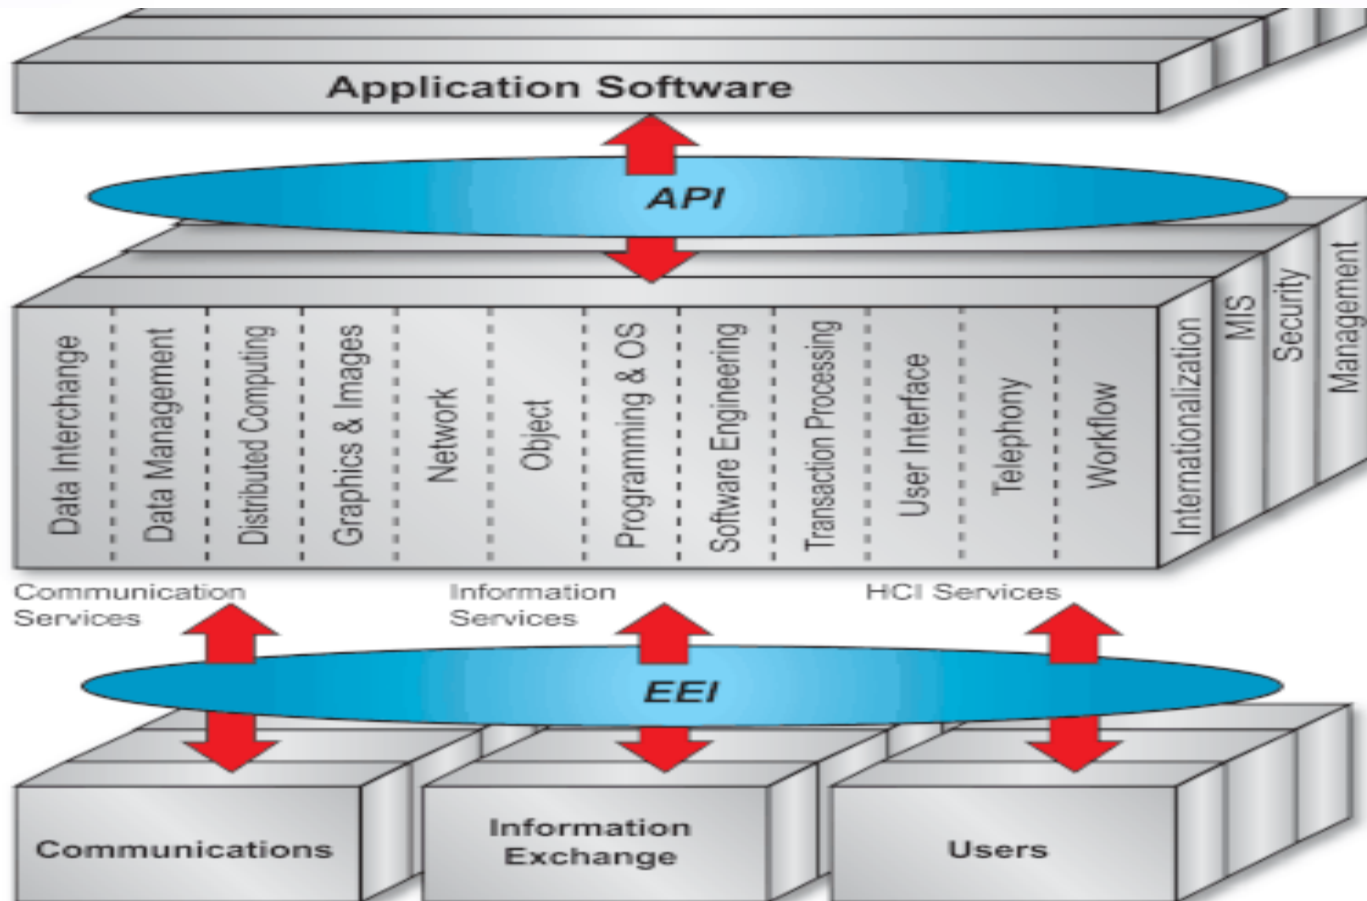 Application Software
API
Data Interchange
Data Management
Distributed Computing
Graphics & Images
Network
Object
Programming & OS
Software Engineering
Transaction Processing
User Interface
Telephony
Workflow
Internationalization
MIS
Security
Management
Communication
Services
Information
Services
HCI Services
EEI
Communications
Information
Exchange
Users